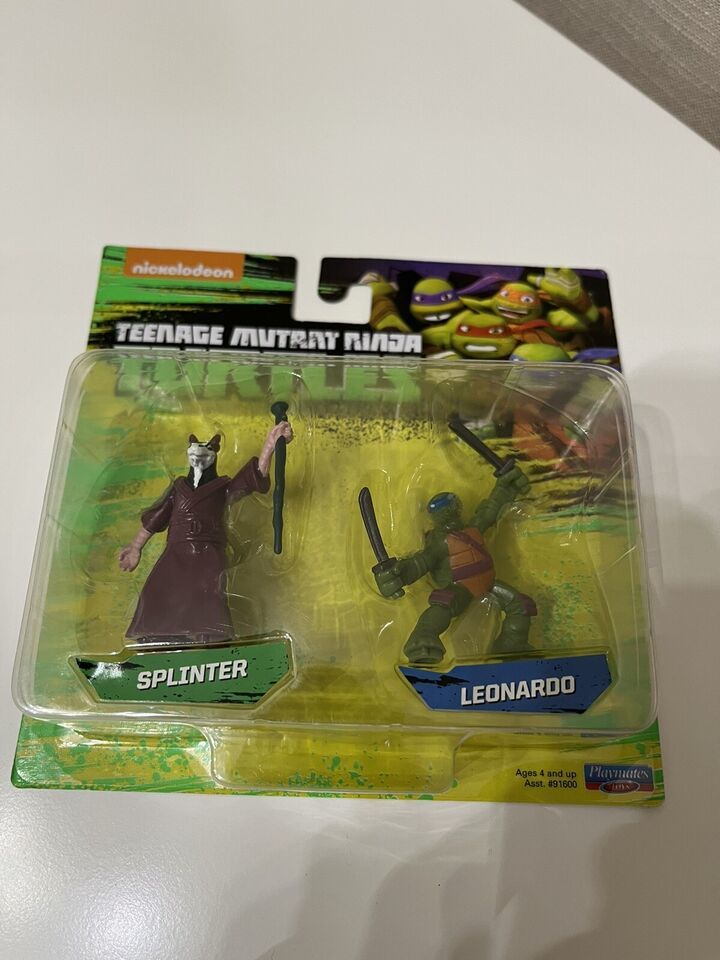 nickelodeon
TEENAGE MUTANT NINJA
TURTLES
SPLINTER
LEONARDO
Ages 4 and up
Asst. #91600
Playmates
TOYS